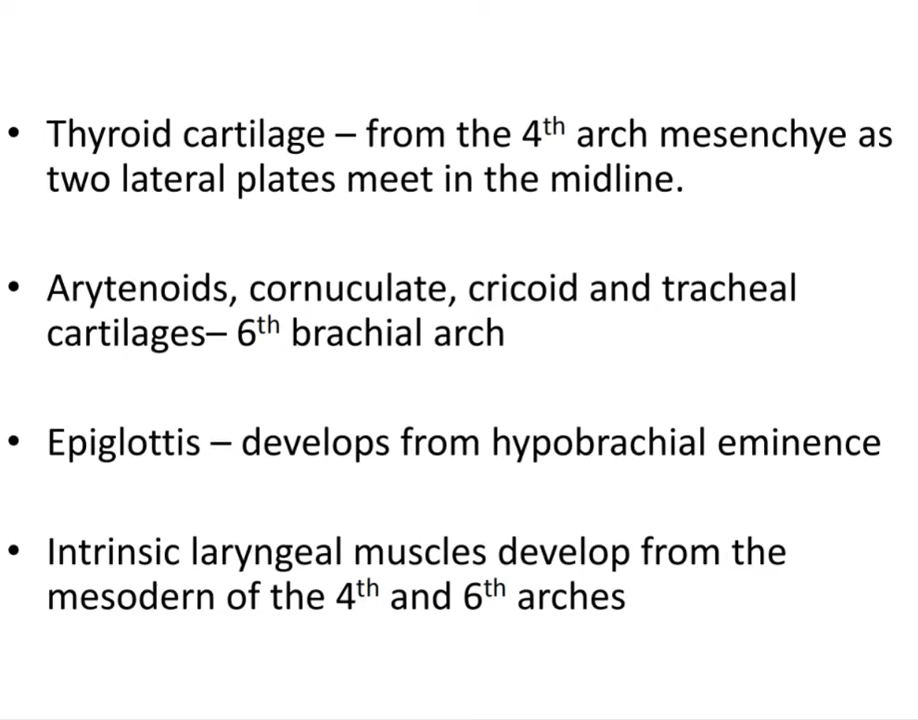 • Thyroid cartilage – from the 4th arch mesenchye as
two lateral plates meet in the midline.
• Arytenoids, cornuculate, cricoid and tracheal
cartilages– 6th brachial arch
• Epiglottis – develops from hypobrachial eminence
• Intrinsic laryngeal muscles develop from the
mesodern of the 4th and 6th arches